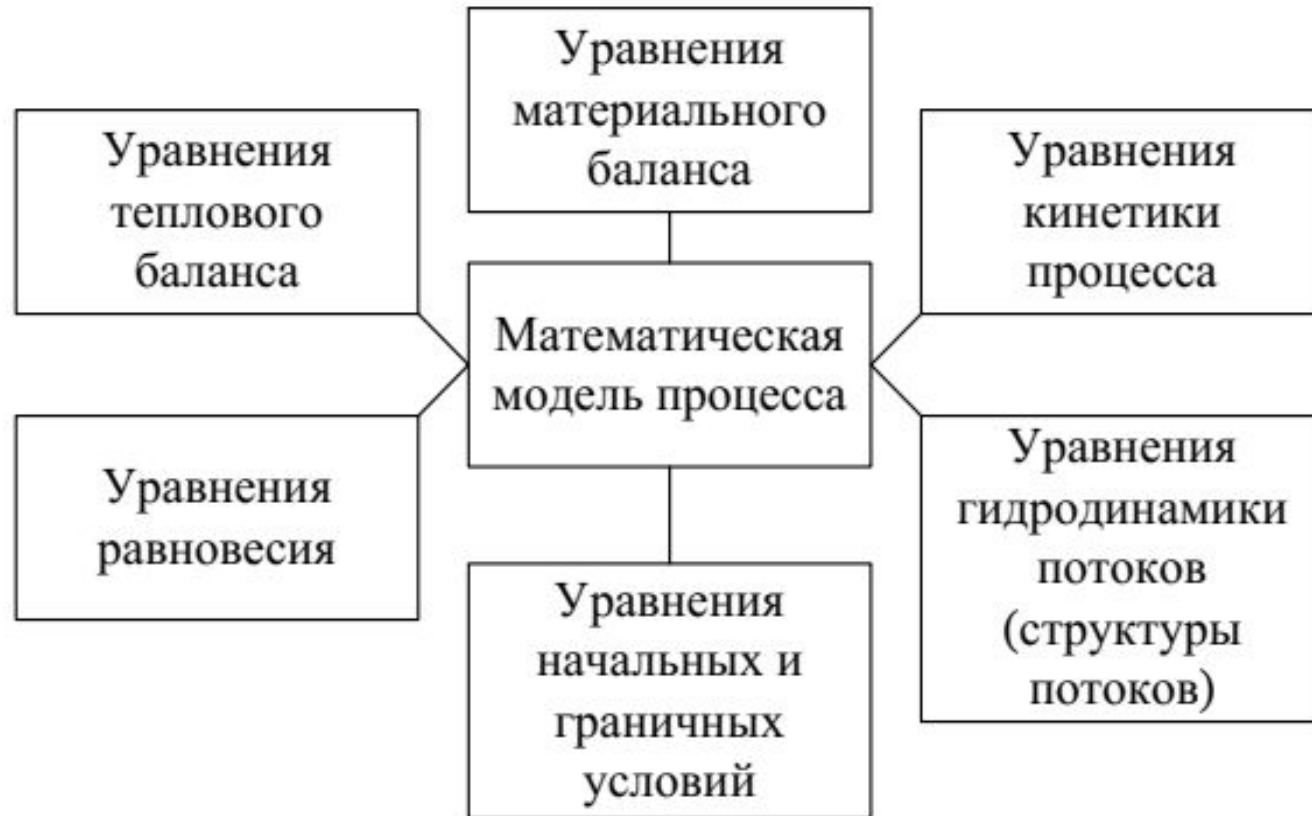 Уравнения
материального
баланса
Уравнения
теплового
баланса
Уравнения
кинетики
процесса
Математическая
модель процесса
Уравнения
равновесия
Уравнения
гидродинамики
потоков
(структуры
потоков)
Уравнения
начальных и
граничных
условий